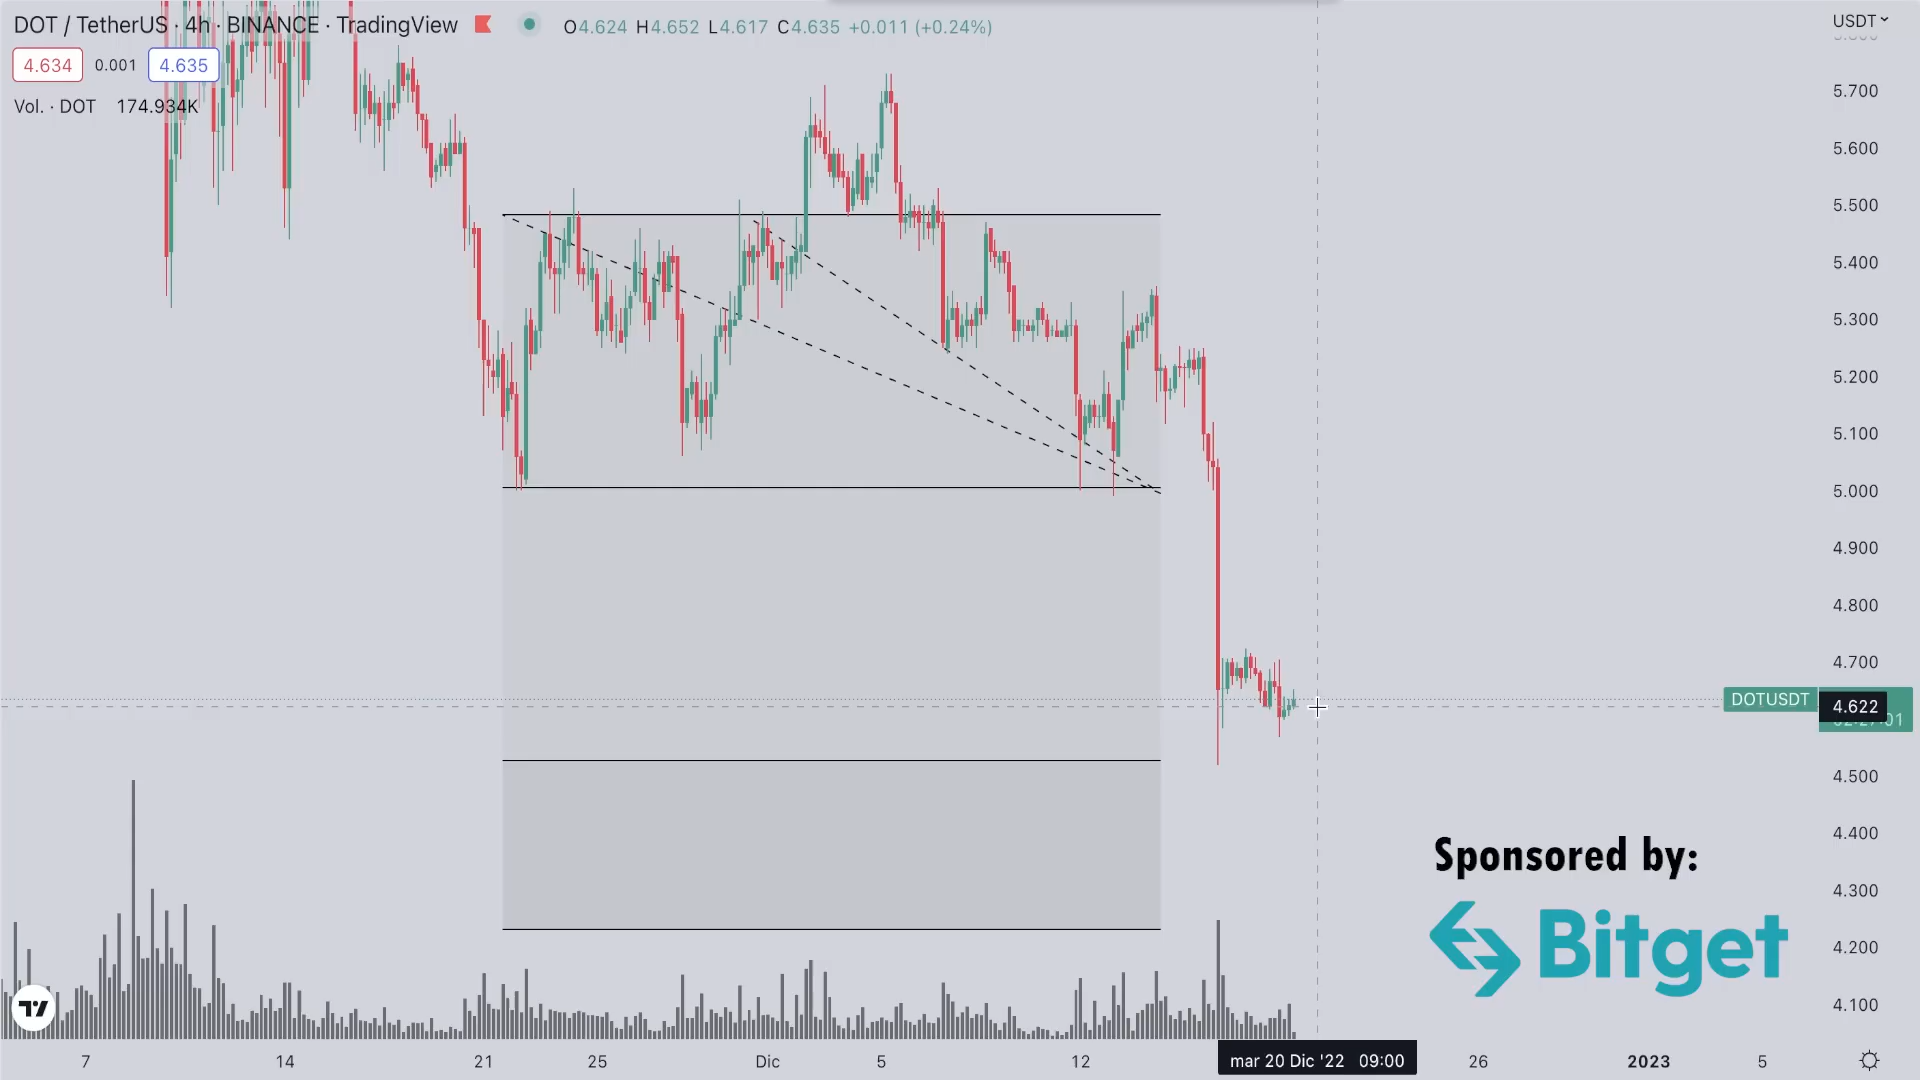 DOT / TetherUS · 4h · BINANCE · TradingView
O4.624 H4.652 L4.617 C4.635 +0.011 (+0.24%)
USDT
4.634 0.001 4.635
Vol. · DOT 174.934K
5.700
5.600
5.500
5.400
5.300
5.200
5.100
5.000
4.900
4.800
4.700
DOTUSDT 4.622
4.500
4.400
4.300
4.200
4.100
Sponsored by:
Bitget
7 14 21 25 Dic 5 12 mar 20 Dic '22 09:00 26 2023 5